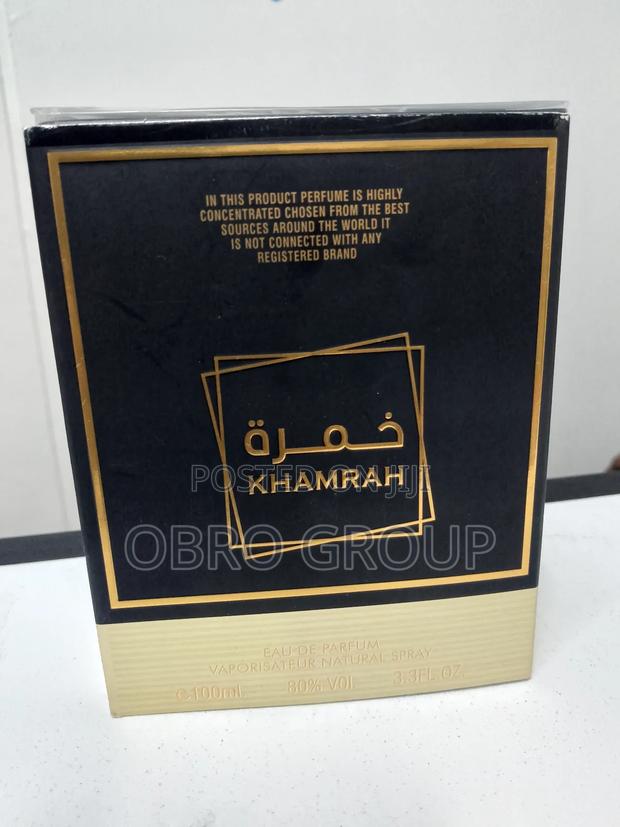 IN THIS PRODUCT PERFUME IS HIGHLY
CONCENTRATED CHOSEN FROM THE BEST
SOURCES AROUND THE WORLD IT
IS NOT CONNECTED WITH ANY
REGISTERED BRAND
خمرة
KHAMRAH
POSTED ON JIJI
OBRO GROUP
EAU DE PARFUM
VAPORISATEUR NATURAL SPRAY
e 100mL 80% VOl 3.3FL OZ.